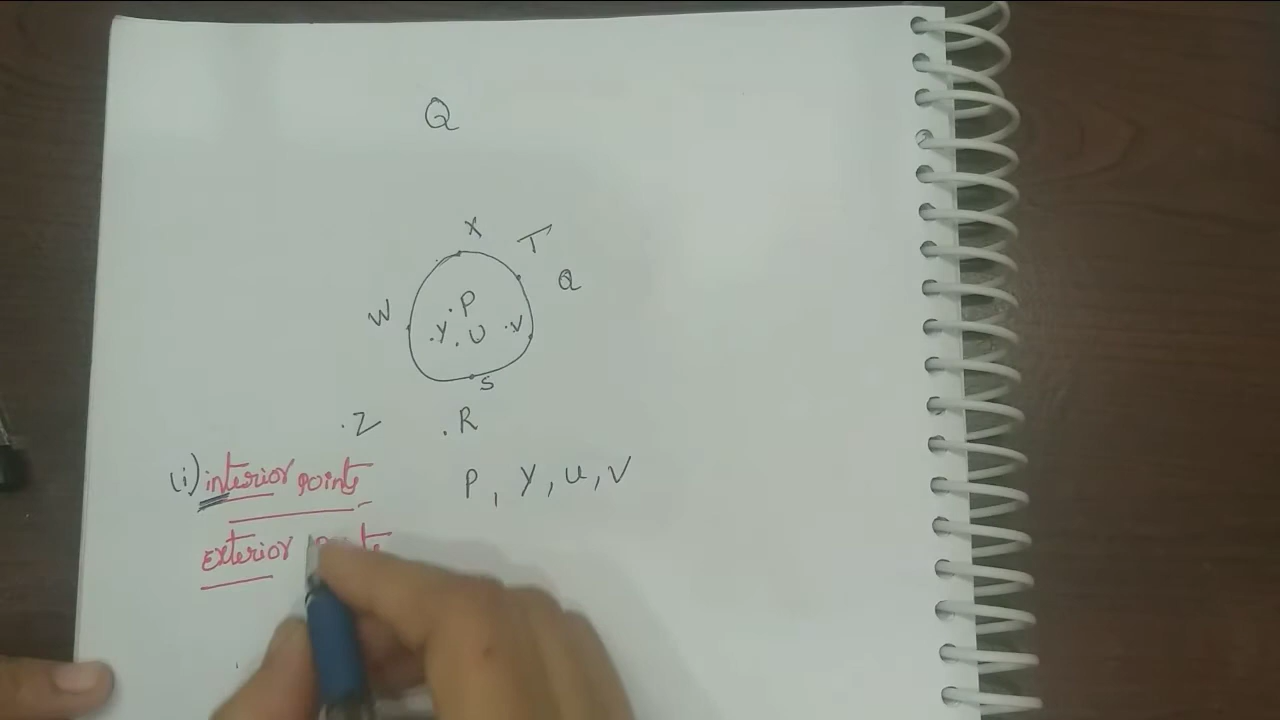 Q
X
T
Q
W
P
Y U V
S
Z R
(i) interior points P, Y, U, V
Exterior